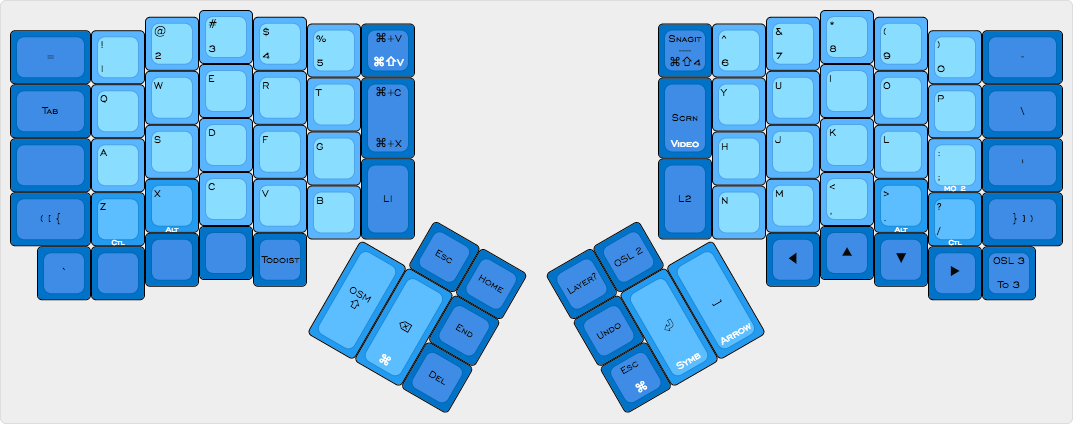 =
!
1
@
2
#
3
$
4
%
5
⌘+V
⌘⇧V
Tab
Q
W
E
R
T
⌘+C
⌘+X
A
S
D
F
G
( [ {
Z
Ctl
X
Alt
C
V
B
L1
`
Todoist
OSM
⇧
⌫
⌘
Esc
Home
End
Del
Snagit
—
⌘⇧4
^
6
&
7
*
8
(
9
)
0
-
Scrn
Video
Y
U
I
O
P
\
H
J
K
L
:
;
MO 2
'
L2
N
M
<
,
>
.
Alt
?
/
Ctl
} ] )
◀
▲
▼
▶
OSL 3
To 3
Layer?
OSL 2
Undo
Esc
⌘
⏎
Symb
⎵
Arrow